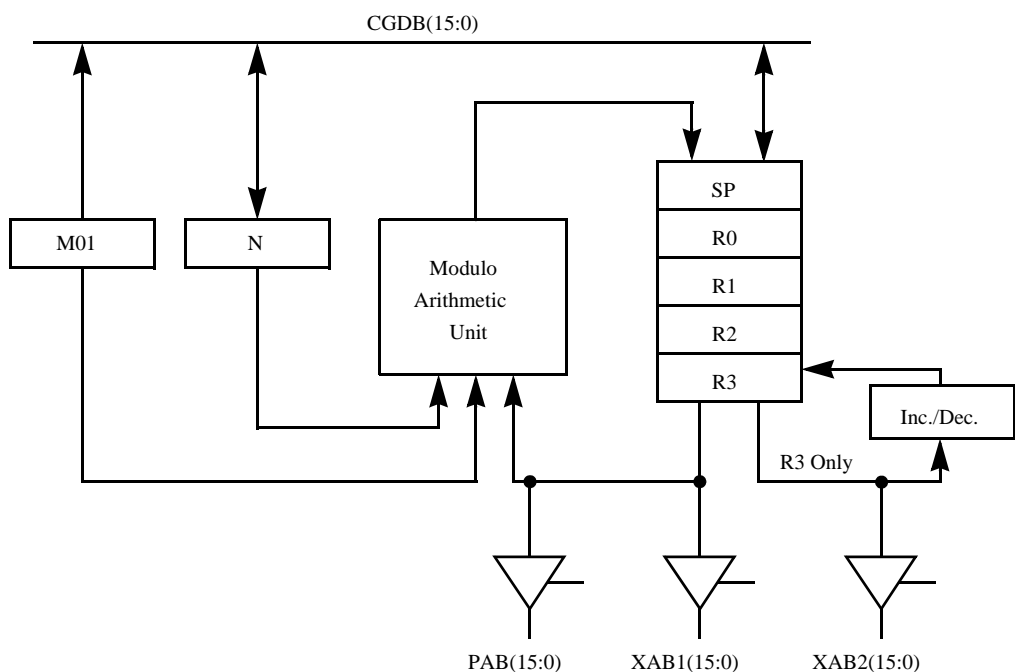 CGDB(15:0)
M01
N
Modulo
Arithmetic
Unit
SP
R0
R1
R2
R3
Inc./Dec.
R3 Only
PAB(15:0)
XAB1(15:0)
XAB2(15:0)